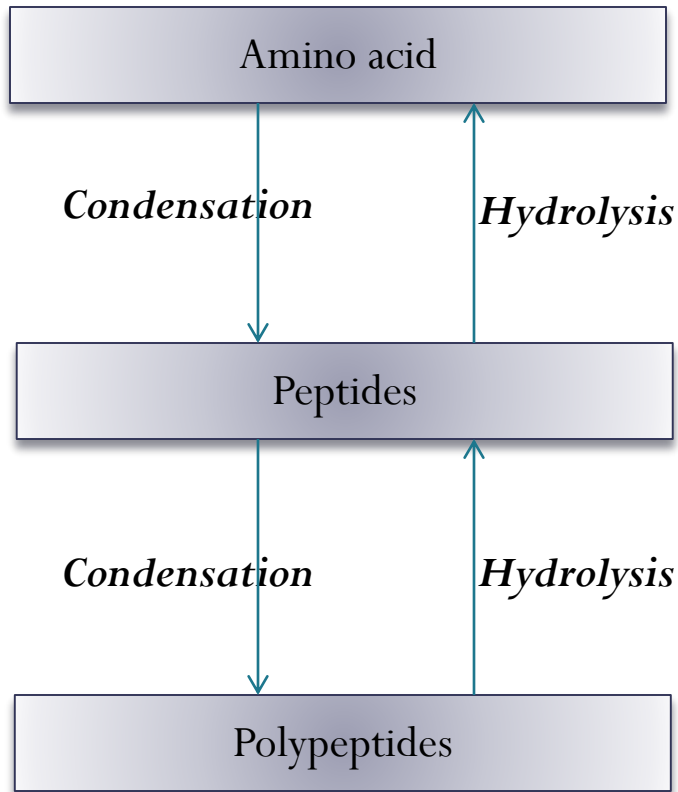 Amino acid
Condensation
Hydrolysis
Peptides
Condensation
Hydrolysis
Polypeptides